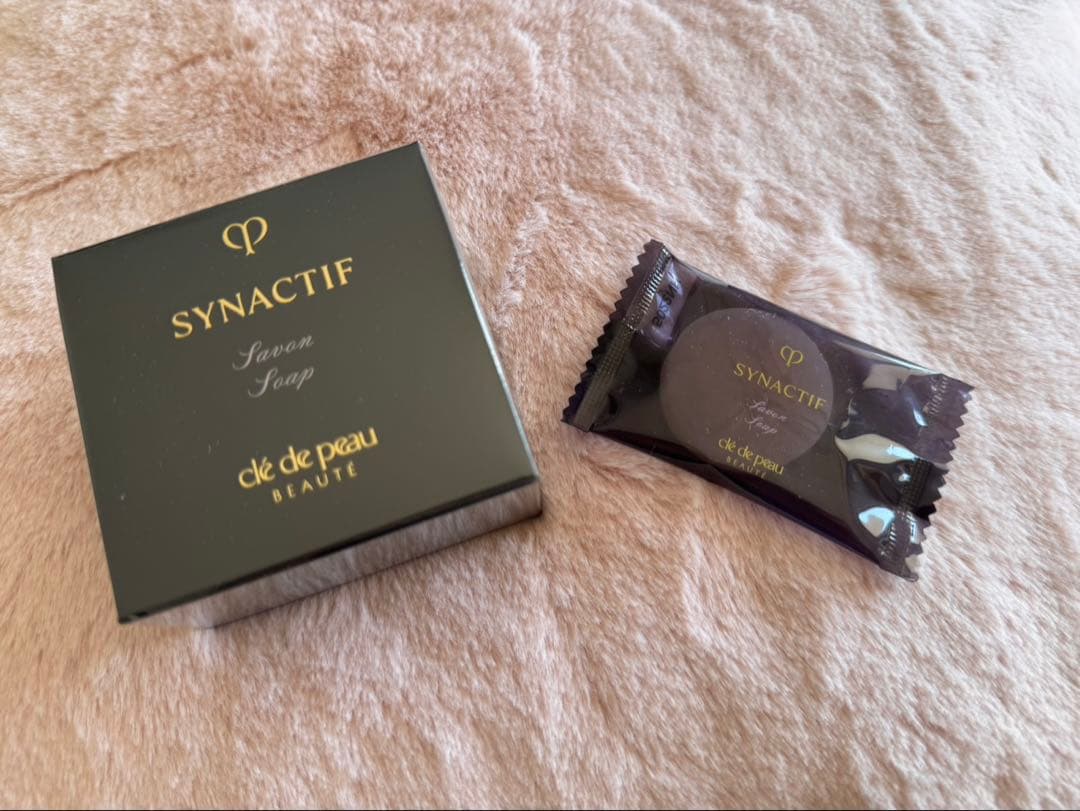 SYNACTIF
Savon
Soap
clé de peau
BEAUTÉ
SYNACTIF
Savon
Soap
clé de peau
BEAUTÉ